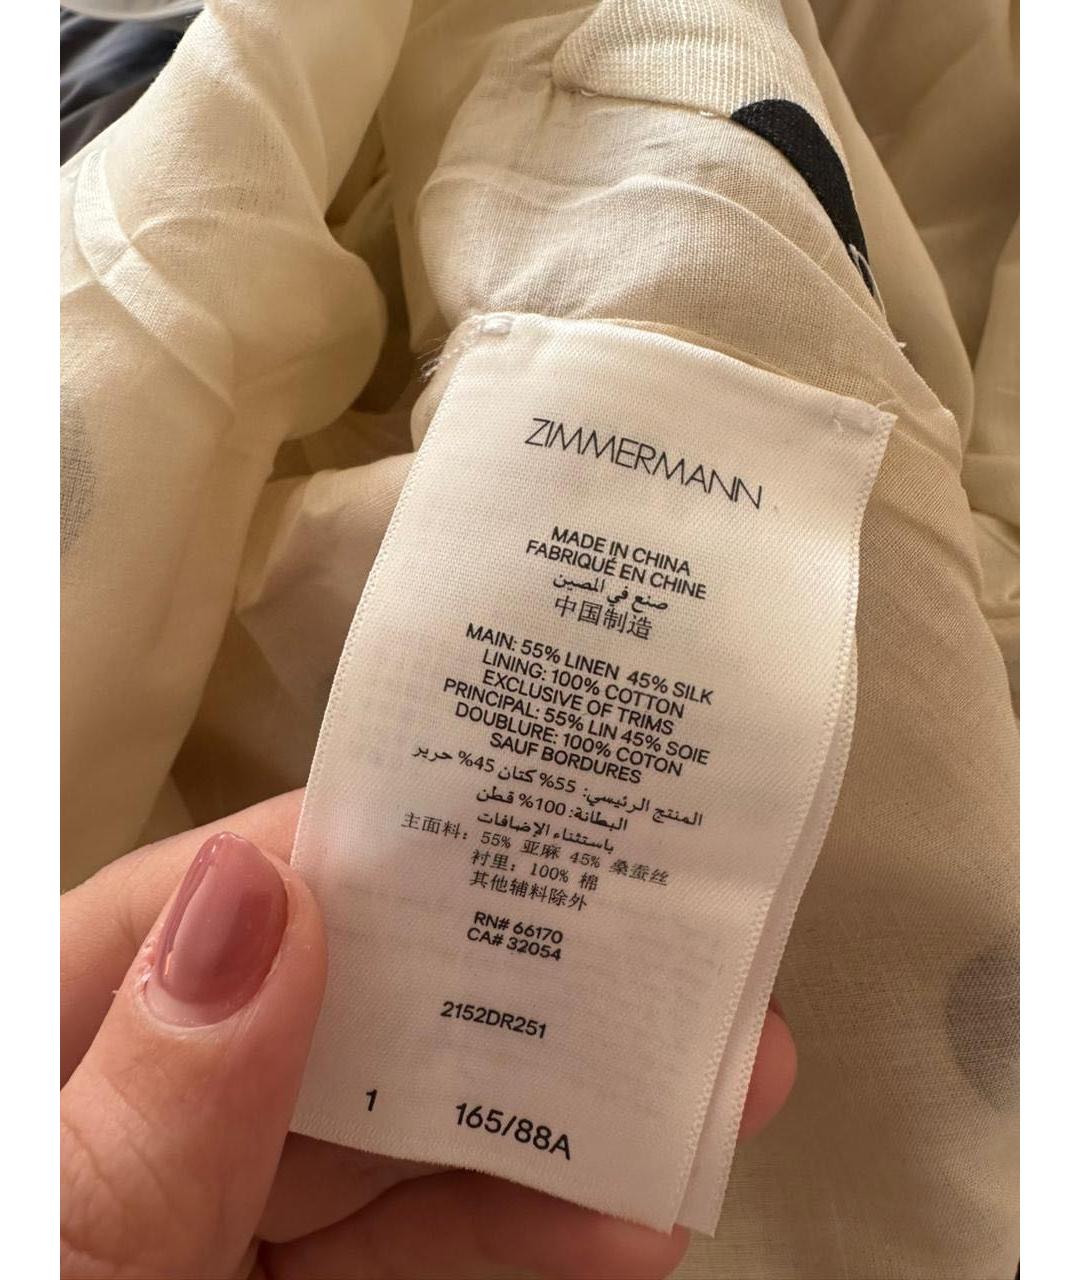 ZIMMERMANN
MADE IN CHINA
FABRIQUÉ EN CHINE
صنع في الصين
中国制造
MAIN: 55% LINEN 45% SILK
LINING: 100% COTTON
EXCLUSIVE OF TRIMS
PRINCIPAL: 55% LIN 45% SOIE
DOUBLURE: 100% COTON
SAUF BORDURES
المنتج الرئيسي: 55% كتان 45% حرير
البطانة: 100% قطن
باستثناء الإضافات
主面料: 55% 亚麻 45% 桑蚕丝
衬里: 100% 棉
其他辅料除外
RN# 66170
CA# 32054
2152DR251
1 165/88A